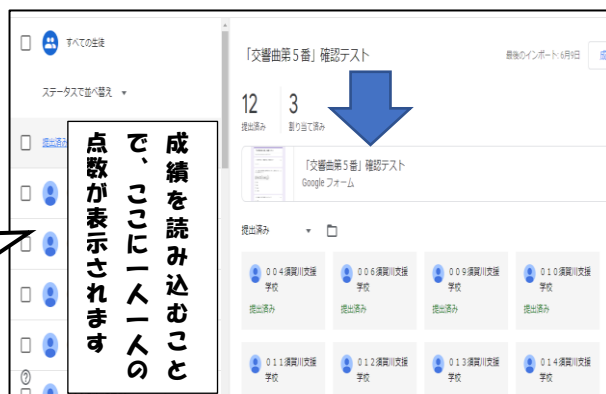 すべての生徒
ステータスで並べ替え
提出済み
成績を読み込むこと
で、ここに一人一人の
点数が表示されます
「交響曲第５番」確認テスト
最後のインポート: 6月9日
成
12
提出済み
3
割り当て済み
「交響曲第５番」確認テスト
Google フォーム
提出済み
００４須賀川支援
学校
提出済み
００６須賀川支援
学校
提出済み
００９須賀川支援
学校
提出済み
０１０須賀川支援
学校
提出済み
０１１須賀川支援
学校
０１２須賀川支援
学校
０１３須賀川支援
学校
０１４須賀川支援
学校